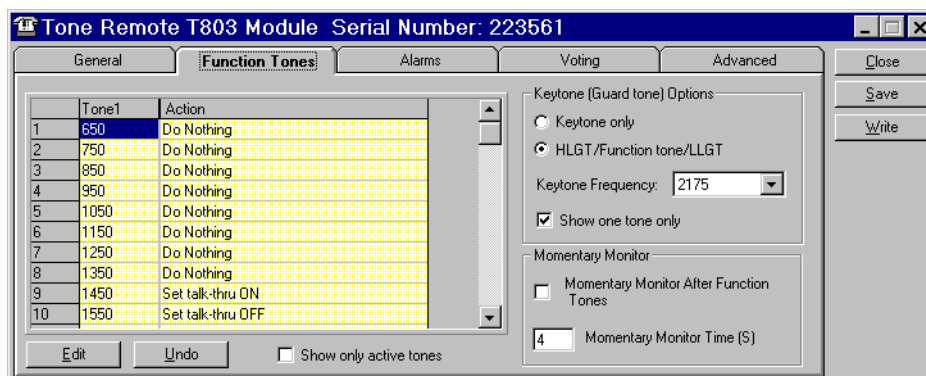 Tone Remote T803 Module Serial Number: 223561
General Function Tones Alarms Voting Advanced
Close
Save
Write
Tone1 Action
1 650 Do Nothing
2 750 Do Nothing
3 850 Do Nothing
4 950 Do Nothing
5 1050 Do Nothing
6 1150 Do Nothing
7 1250 Do Nothing
8 1350 Do Nothing
9 1450 Set talk-thru ON
10 1550 Set talk-thru OFF
Edit Undo Show only active tones
Keytone (Guard tone) Options
Keytone only
HLGT/Function tone/LLGT
Keytone Frequency: 2175
Show one tone only
Momentary Monitor
Momentary Monitor After Function
Tones
4 Momentary Monitor Time (S)